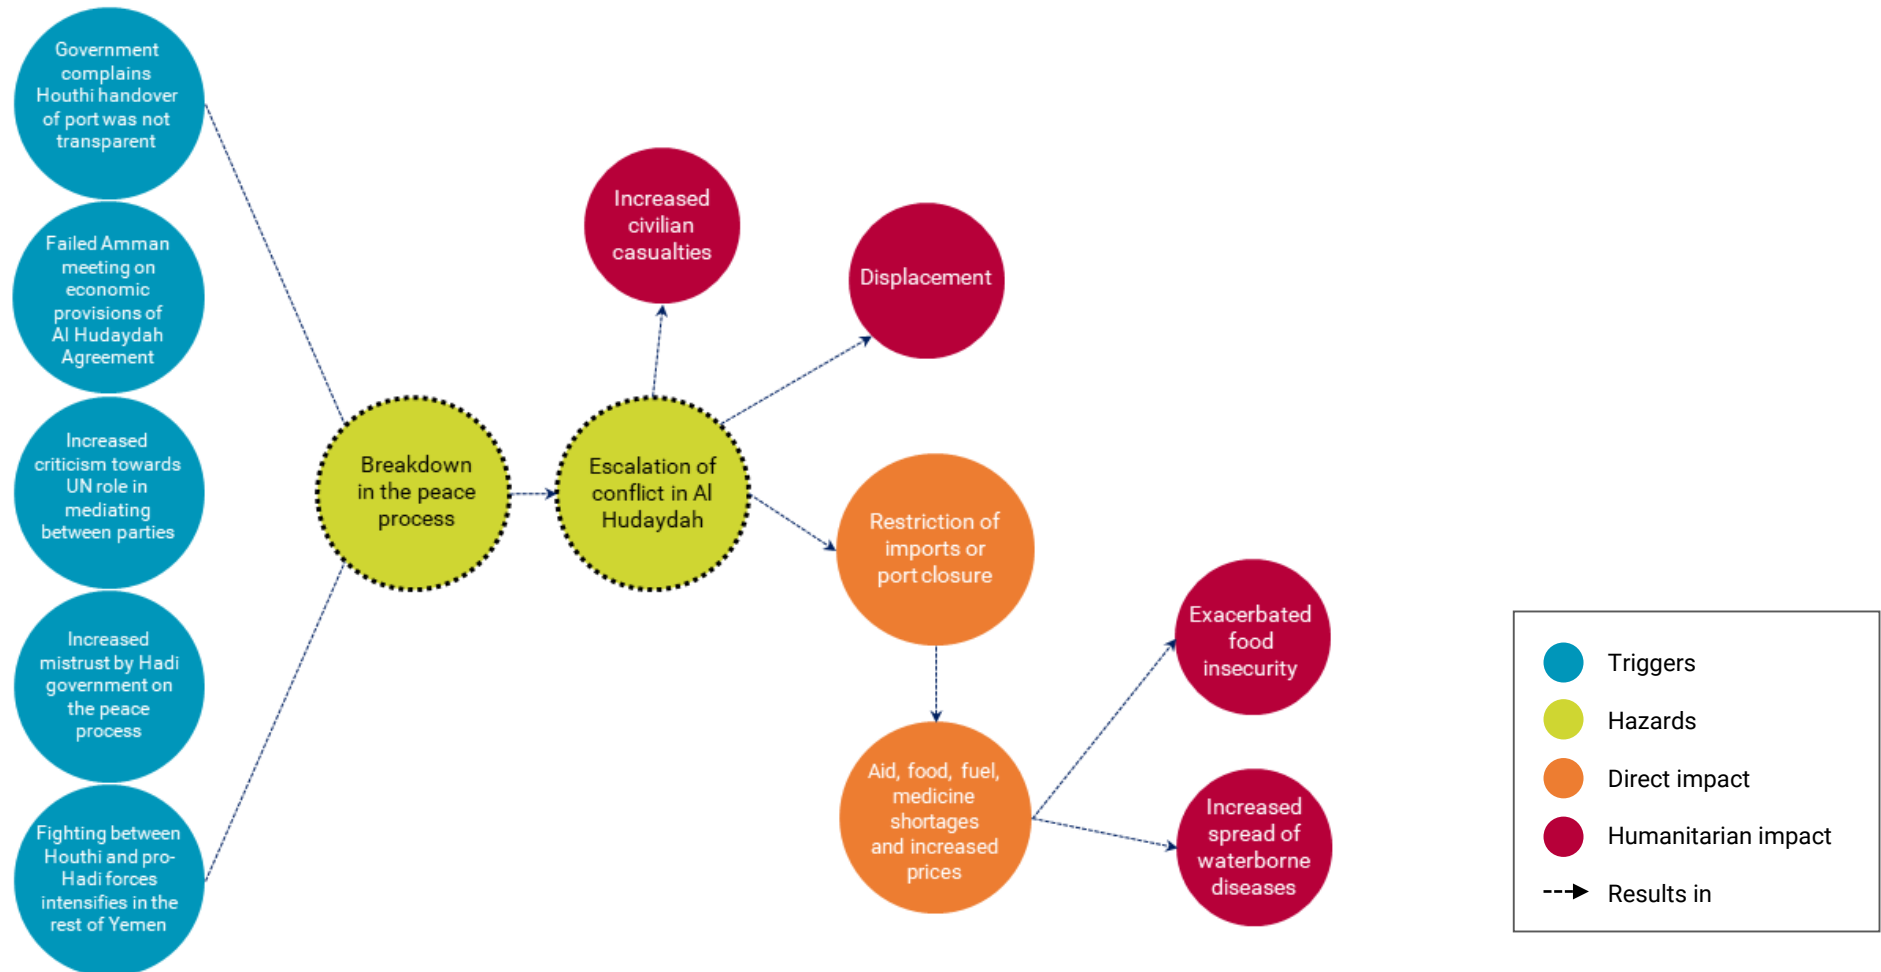 Government
complains
Houthi handover
of port was not
transparent
Failed Amman
meeting on
economic
provisions of
Al Hudaydah
Agreement
Increased
criticism towards
UN role in
mediating
between parties
Increased
mistrust by Hadi
government on
the peace
process
Fighting between
Houthi and pro-
Hadi forces
intensifies in the
rest of Yemen
Breakdown
in the peace
process
Escalation of
conflict in Al
Hudaydah
Increased
civilian
casualties
Displacement
Restriction of
imports or
port closure
Aid, food, fuel,
medicine
shortages
and increased
prices
Exacerbated
food
insecurity
Increased
spread of
waterborne
diseases
Triggers
Hazards
Direct impact
Humanitarian impact
Results in